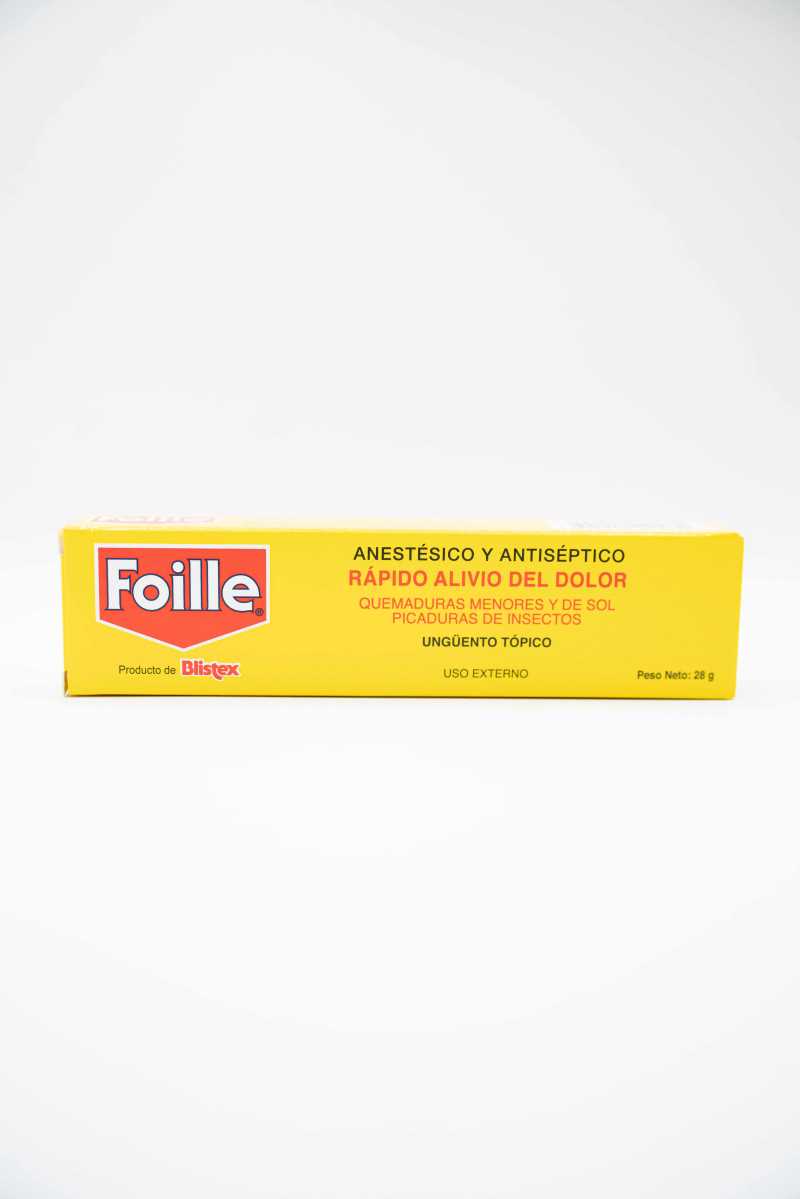 Foille®
Producto de Blistex
ANESTÉSICO Y ANTISÉPTICO
RÁPIDO ALIVIO DEL DOLOR
QUEMADURAS MENORES Y DE SOL
PICADURAS DE INSECTOS
UNGÜENTO TÓPICO
USO EXTERNO
Peso Neto: 28 g